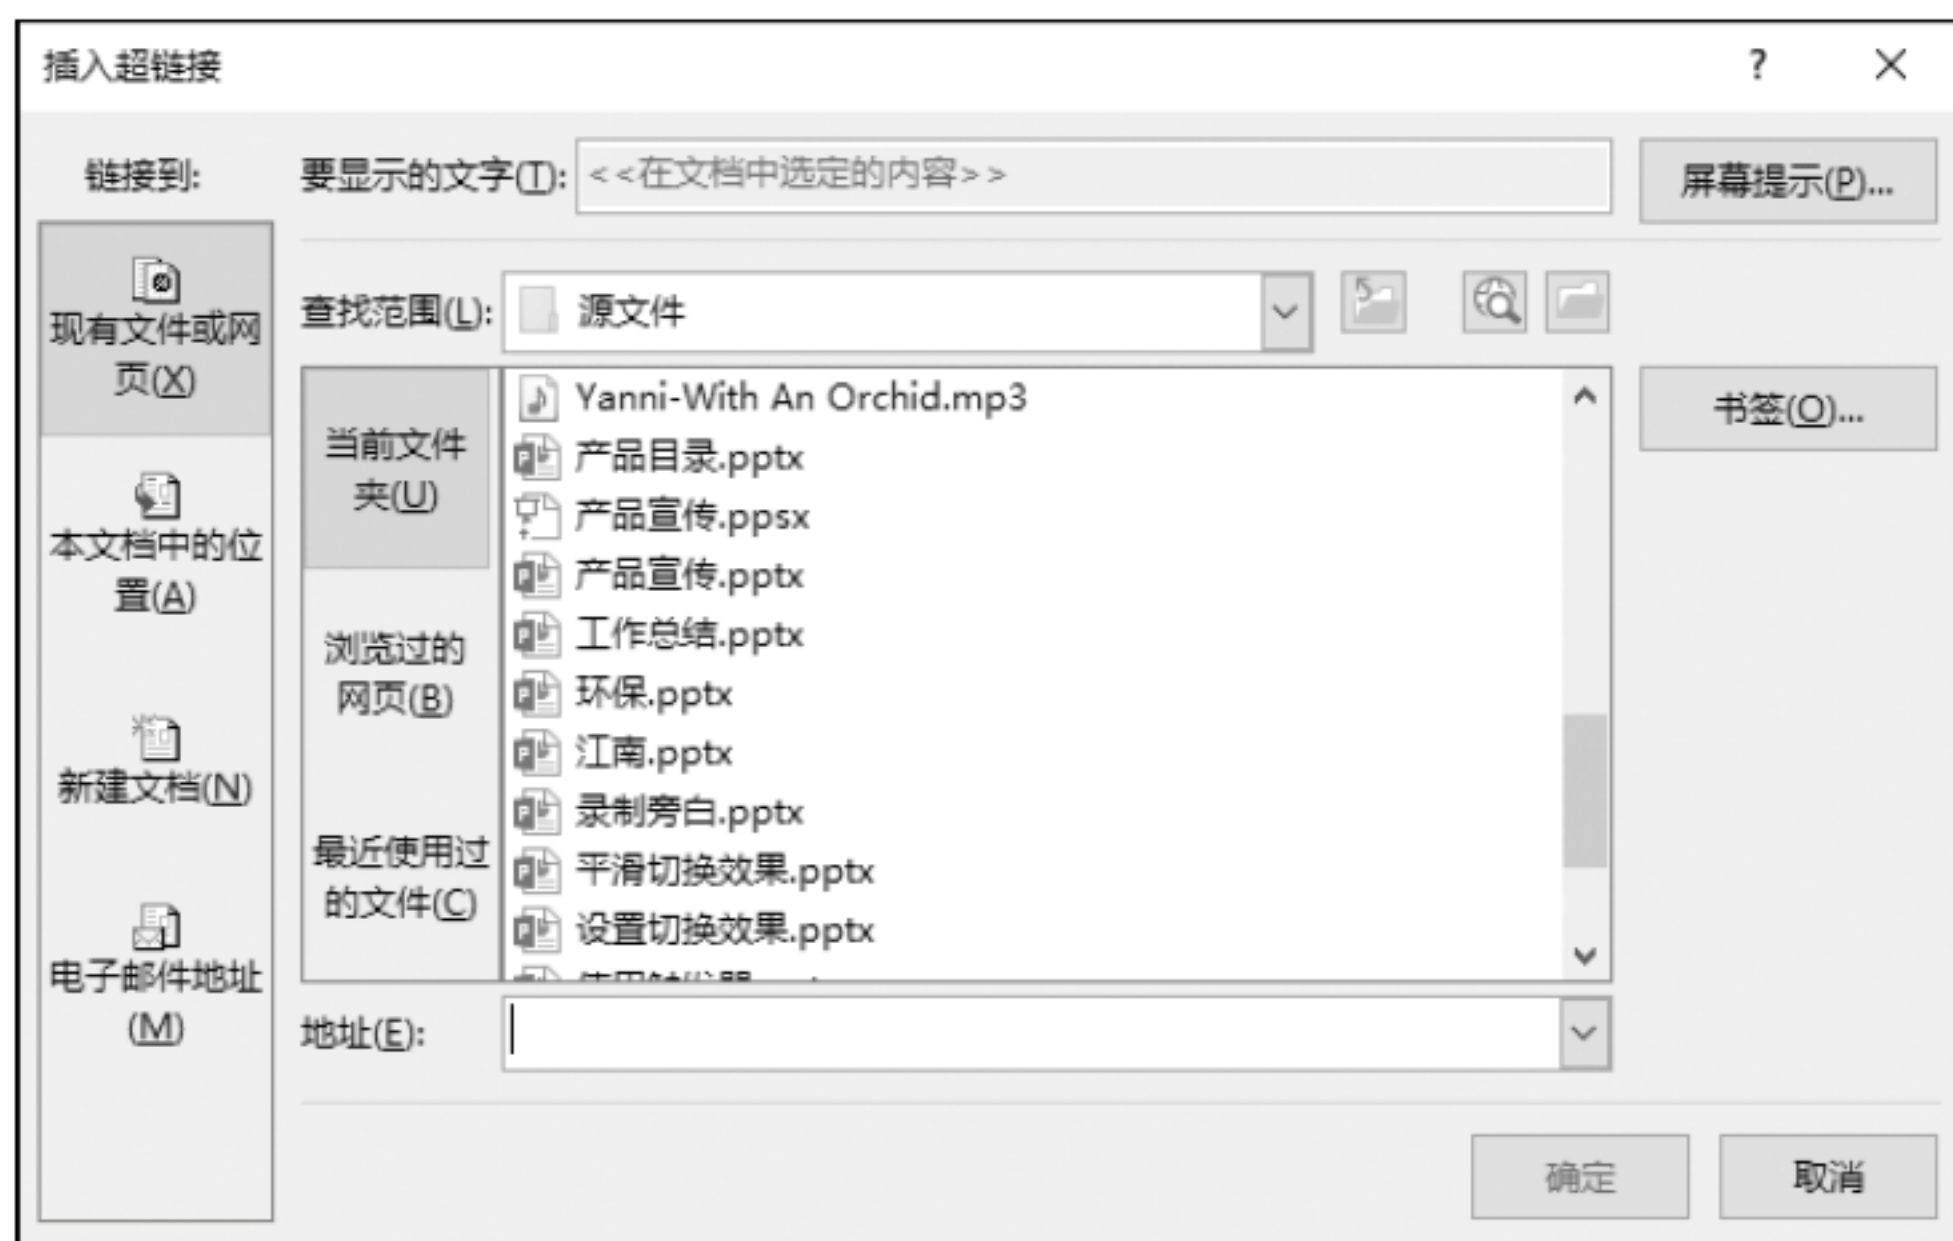 插入超链接
?
链接到:
要显示的文字(T):
<<在文档中选定的内容>>
屏幕提示(P)...
现有文件或网
页(X)
本文档中的位
置(A)
新建文档(N)
电子邮件地址
(M)
查找范围(L):
源文件
当前文件
夹(U)
浏览过的
网页(B)
最近使用过
的文件(C)
Yanni-With An Orchid.mp3
产品目录.pptx
产品宣传.ppsx
产品宣传.pptx
工作总结.pptx
环保.pptx
江南.pptx
录制旁白.pptx
平滑切换效果.pptx
设置切换效果.pptx
书签(O)...
地址(E):
确定
取消